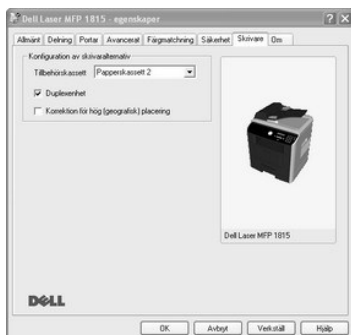 Dell Laser MFP 1815 - egenskaper
Allmänt Delning Portar Avancerat Färgmatchning Säkerhet Skrivare Om
Konfiguration av skrivaralternativ
Tillbehörskassett Papperskassett 2
Duplexenhet
Korrektion för hög (geografisk) placering
Dell Laser MFP 1815
DELL
OK Avbryt Verkställ Hjälp